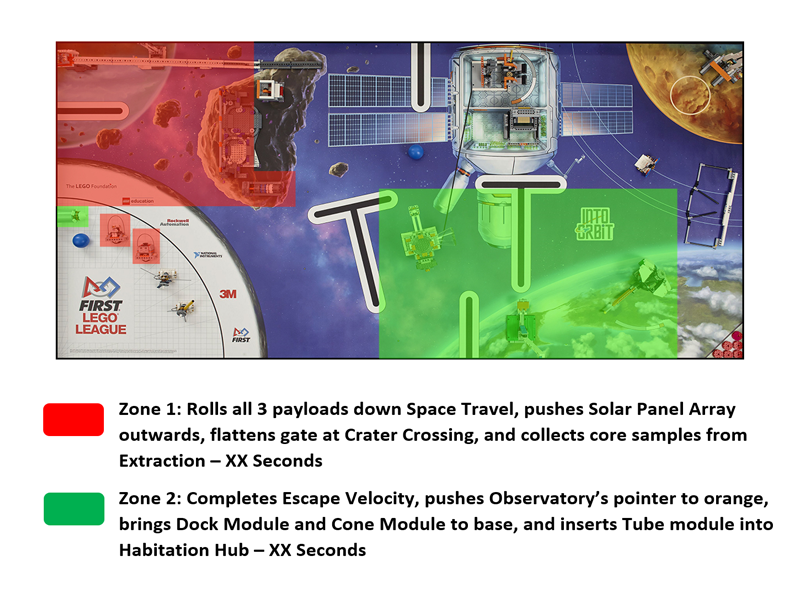 The LEGO Foundation
LEGO education
Rockwell
Automation
NATIONAL
INSTRUMENTS
3M
FIRST
LEGO
LEAGUE
FIRST
INTO
ORBIT
Zone 1: Rolls all 3 payloads down Space Travel, pushes Solar Panel Array
outwards, flattens gate at Crater Crossing, and collects core samples from
Extraction – XX Seconds
Zone 2: Completes Escape Velocity, pushes Observatory’s pointer to orange,
brings Dock Module and Cone Module to base, and inserts Tube module into
Habitation Hub – XX Seconds